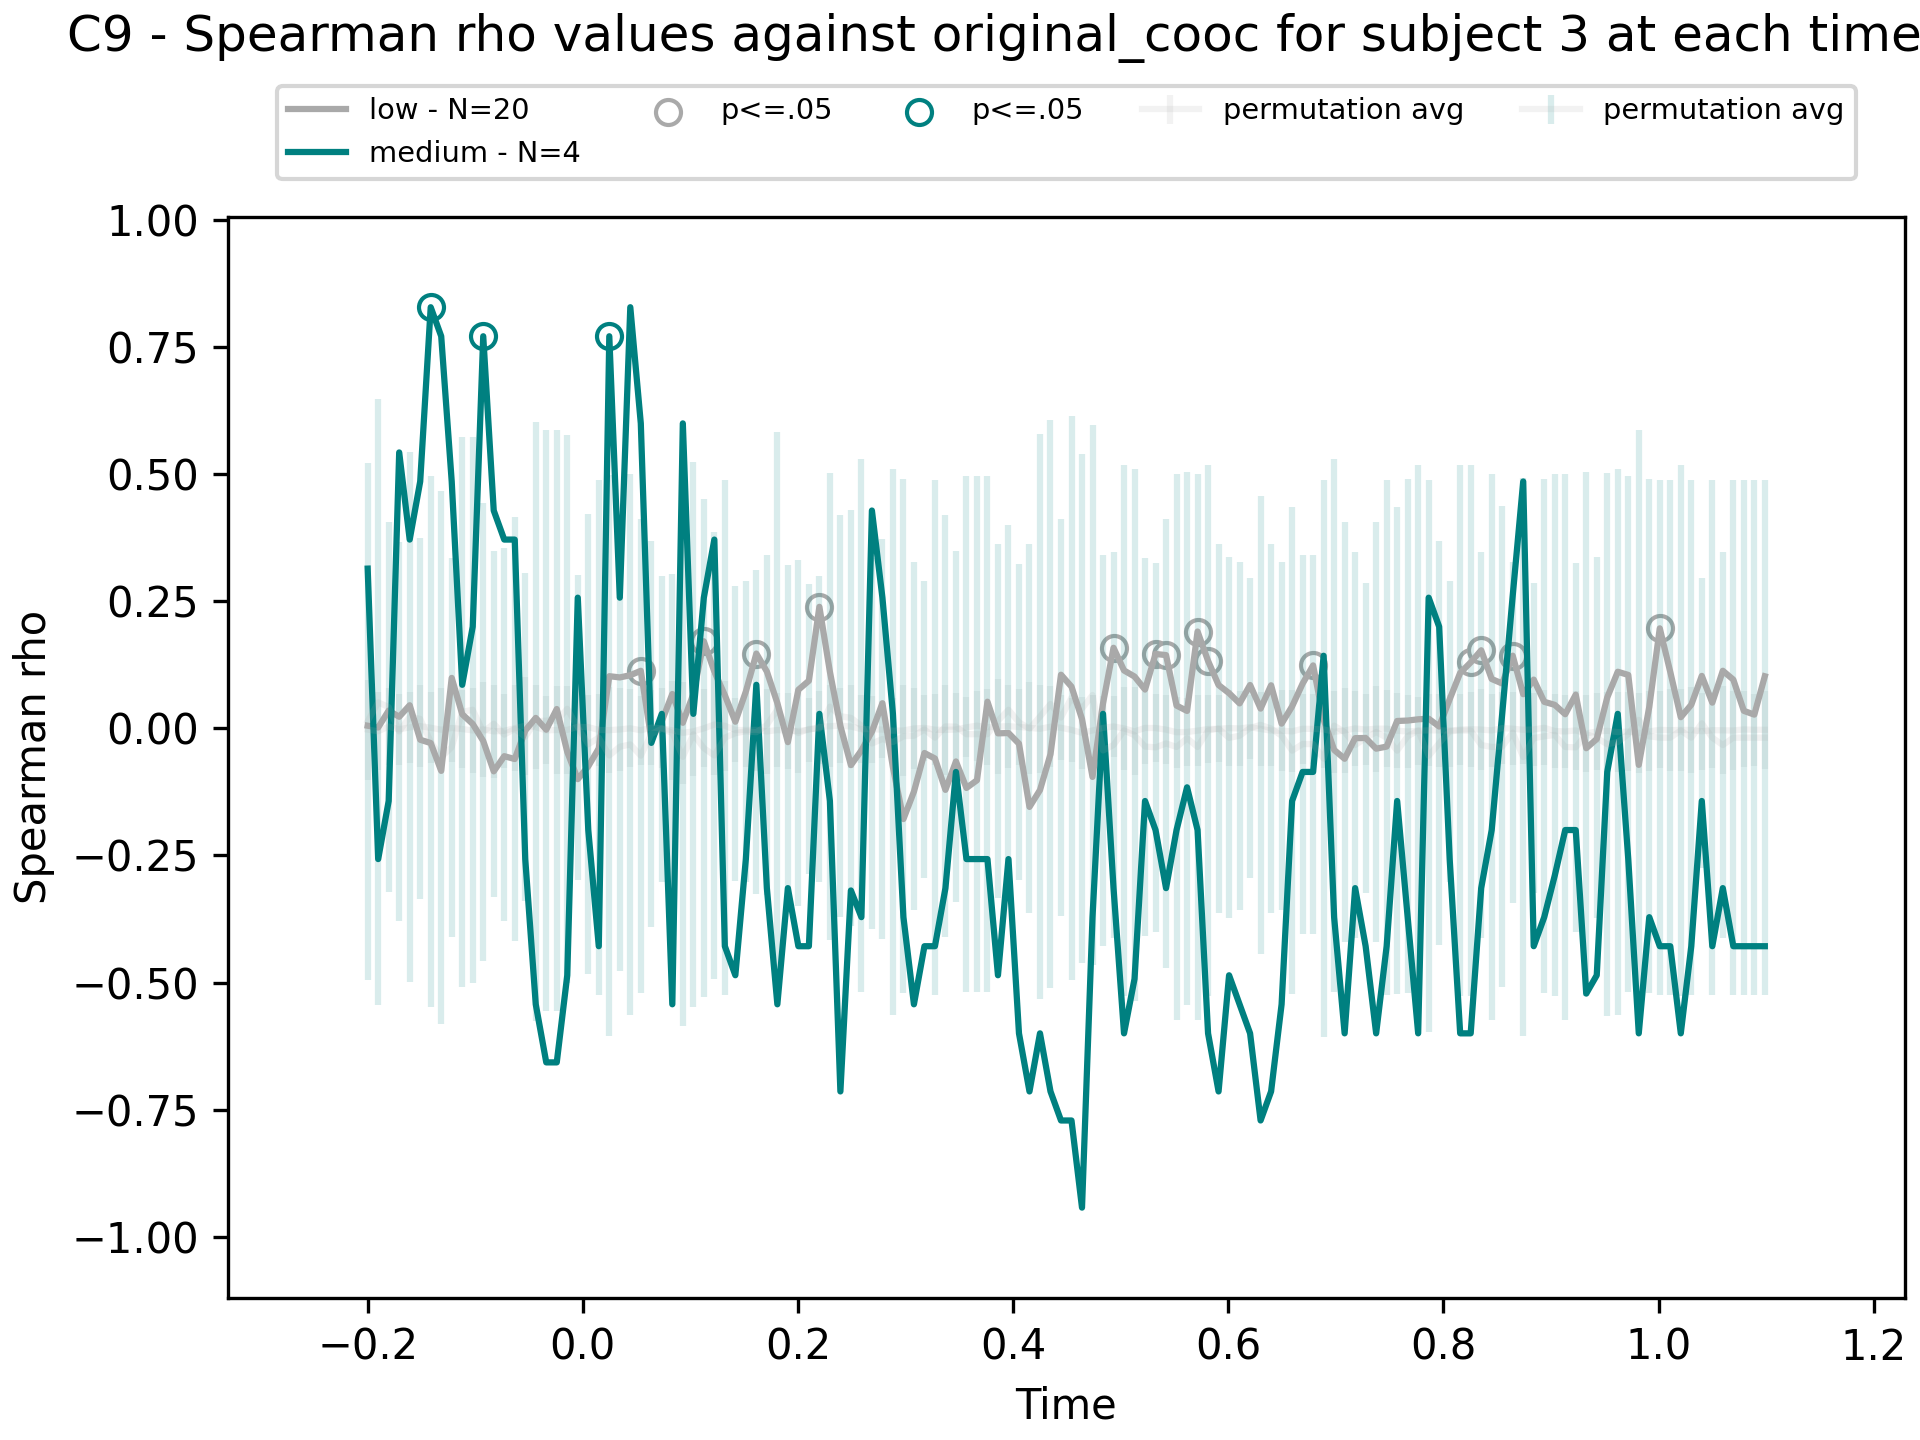 C9 - Spearman rho values against original_cooc for subject 3 at each time
low - N=20
medium - N=4
p<=.05
p<=.05
permutation avg
permutation avg
Spearman rho
1.00
0.75
0.50
0.25
0.00
−0.25
−0.50
−0.75
−1.00
−0.2
0.0
0.2
0.4
0.6
0.8
1.0
1.2
Time